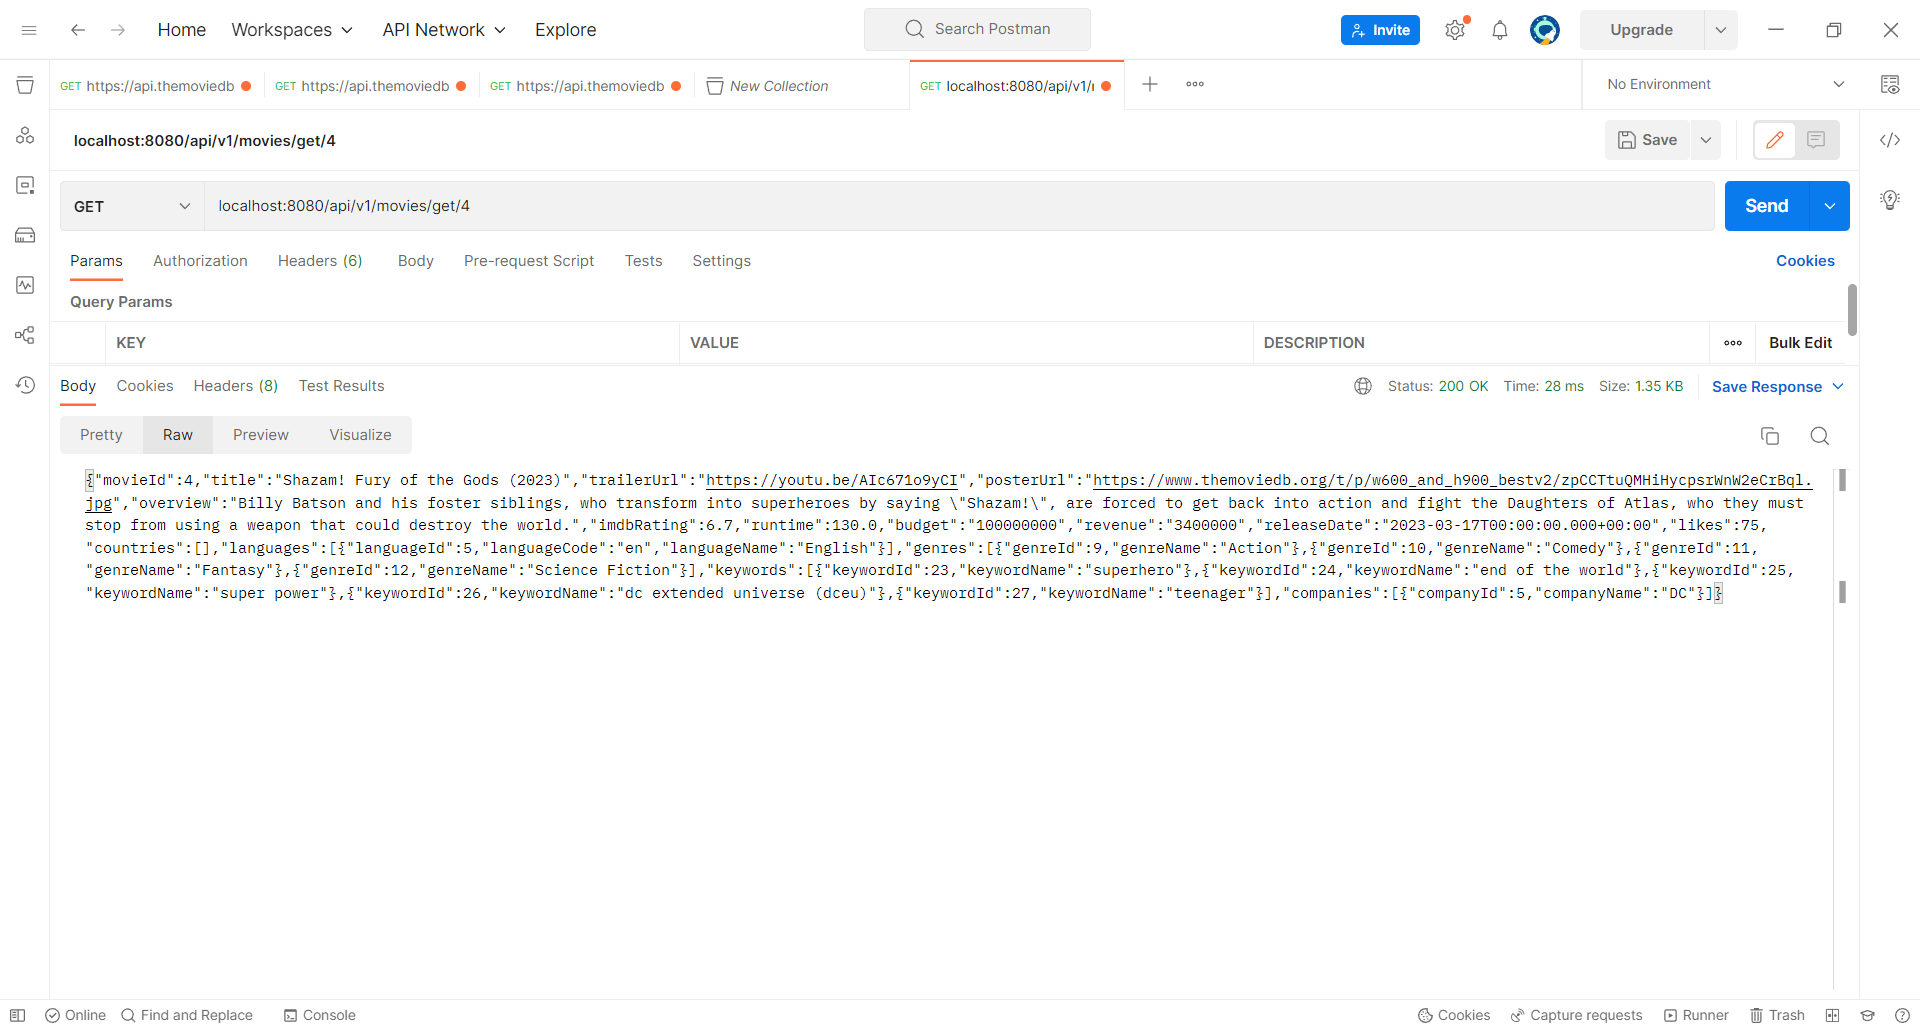 Home Workspaces API Network Explore Search Postman Invite Upgrade
GET https://api.themoviedb GET https://api.themoviedb GET https://api.themoviedb New Collection GET localhost:8080/api/v1/ No Environment
localhost:8080/api/v1/movies/get/4 Save
GET localhost:8080/api/v1/movies/get/4 Send
Params Authorization Headers (6) Body Pre-request Script Tests Settings Cookies
Query Params
KEY VALUE DESCRIPTION Bulk Edit
Body Cookies Headers (8) Test Results Status: 200 OK Time: 28 ms Size: 1.35 KB Save Response
Pretty Raw Preview Visualize
{"movieId":4,"title":"Shazam! Fury of the Gods (2023)","trailerUrl":"https://youtu.be/AIc671o9yCI","posterUrl":"https://www.themoviedb.org/t/p/w600_and_h900_bestv2/zpCCTtuQMHiHycpsrWnW2eCrBql.
jpg","overview":"Billy Batson and his foster siblings, who transform into superheroes by saying \"Shazam!\", are forced to get back into action and fight the Daughters of Atlas, who they must
stop from using a weapon that could destroy the world.","imdbRating":6.7,"runtime":130.0,"budget":"100000000","revenue":"3400000","releaseDate":"2023-03-17T00:00:00.000+00:00","likes":75,
"countries":[],"languages":[{"languageId":5,"languageCode":"en","languageName":"English"}],"genres":[{"genreId":9,"genreName":"Action"},{"genreId":10,"genreName":"Comedy"},{"genreId":11,
"genreName":"Fantasy"},{"genreId":12,"genreName":"Science Fiction"}],"keywords":[{"keywordId":23,"keywordName":"superhero"},{"keywordId":24,"keywordName":"end of the world"},{"keywordId":25,
"keywordName":"super power"},{"keywordId":26,"keywordName":"dc extended universe (dceu)"},{"keywordId":27,"keywordName":"teenager"}],"companies":[{"companyId":5,"companyName":"DC"}]}
Online Find and Replace Console Cookies Capture requests Runner Trash